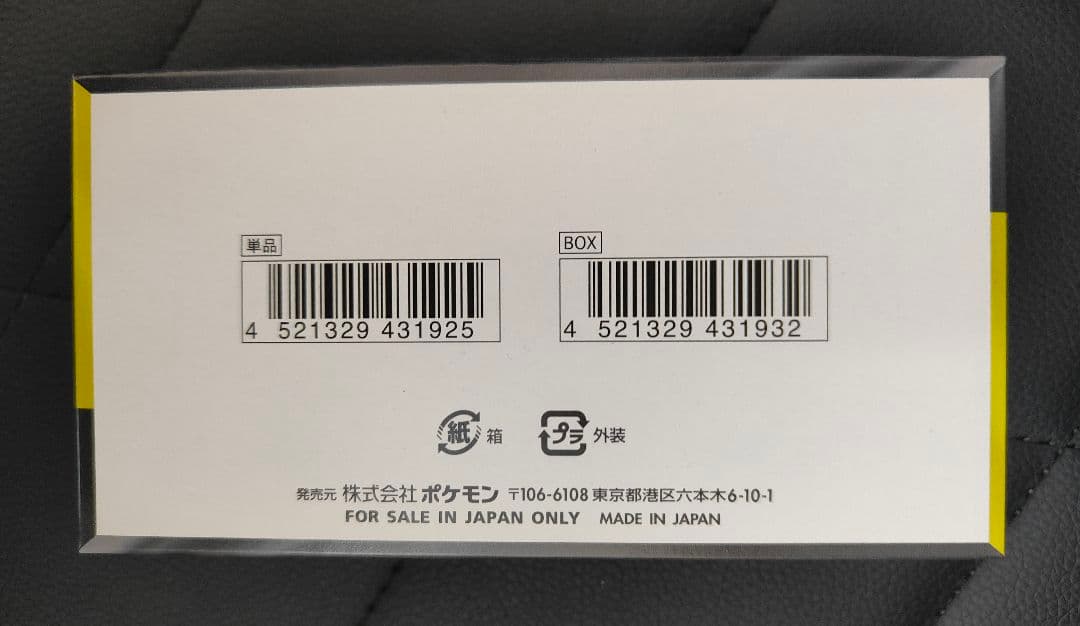 単品
4 521329 431925
BOX
4 521329 431932
紙 箱 プラ 外装
発売元 株式会社ポケモン 〒106-6108 東京都港区六本木6-10-1
FOR SALE IN JAPAN ONLY MADE IN JAPAN